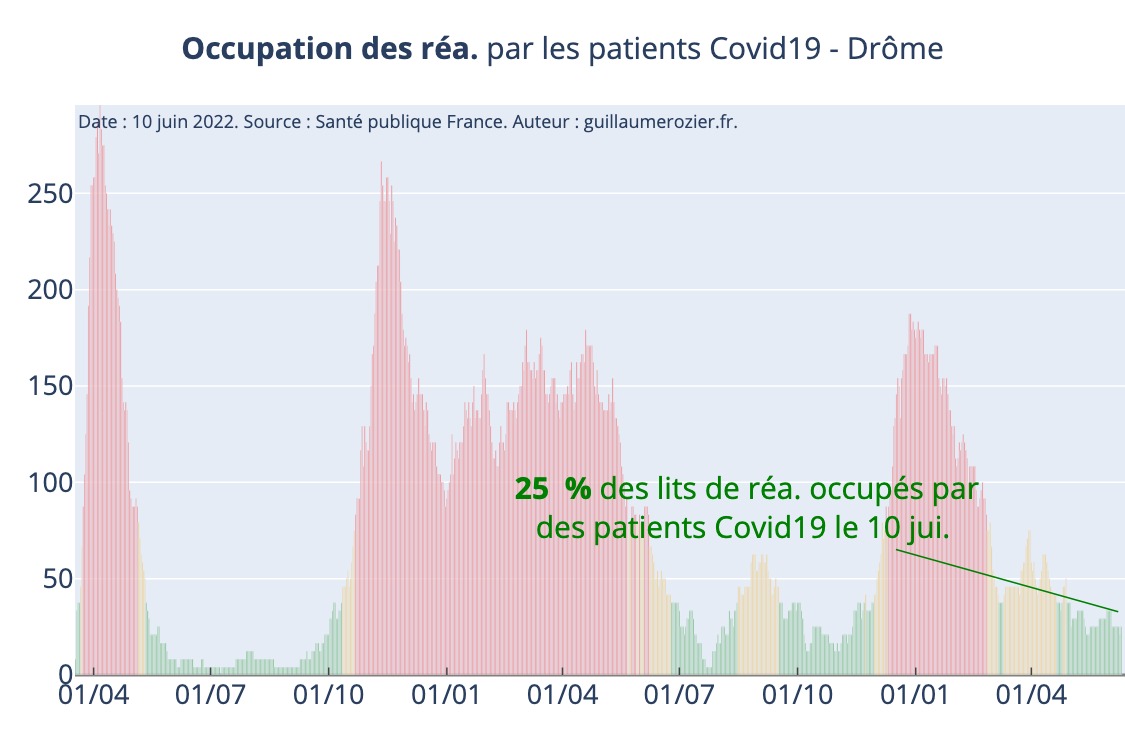 Occupation des réa. par les patients Covid19 - Drôme
Date : 10 juin 2022. Source : Santé publique France. Auteur : guillaumerozier.fr.
250
200
150
100
50
0
25 % des lits de réa. occupés par
des patients Covid19 le 10 jui.
01/04 01/07 01/10 01/01 01/04 01/07 01/10 01/01 01/04